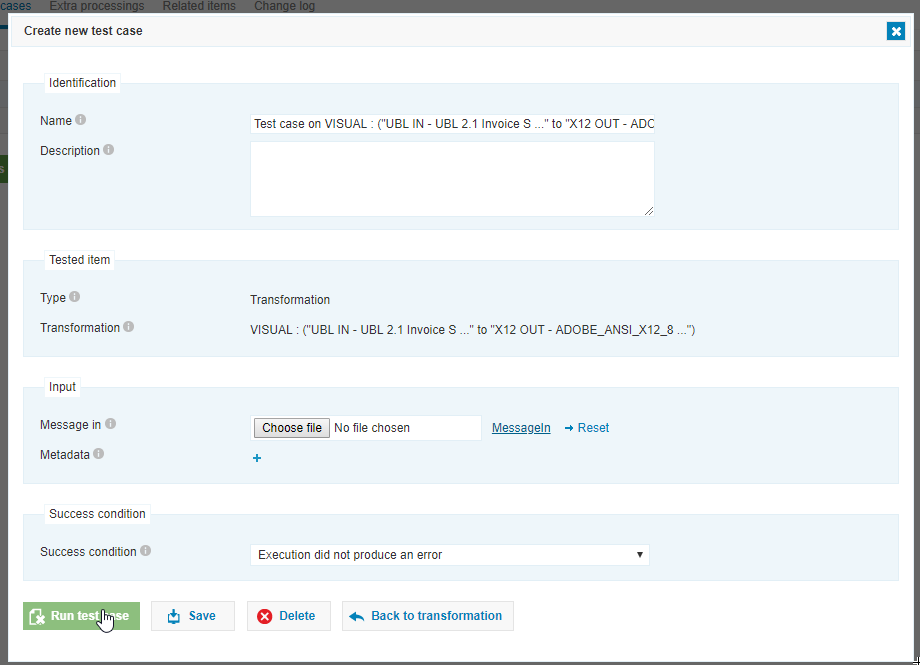 cases Extra processings Related items Change log
Create new test case
Identification
Name
Test case on VISUAL : ("UBL IN - UBL 2.1 Invoice S ..." to "X12 OUT - ADO
Description
Tested item
Type
Transformation
Transformation
VISUAL : ("UBL IN - UBL 2.1 Invoice S ..." to "X12 OUT - ADOBE_ANSI_X12_8 ...")
Input
Message in
Choose file No file chosen MessageIn Reset
Metadata
Success condition
Success condition
Execution did not produce an error
Run test case Save Delete Back to transformation